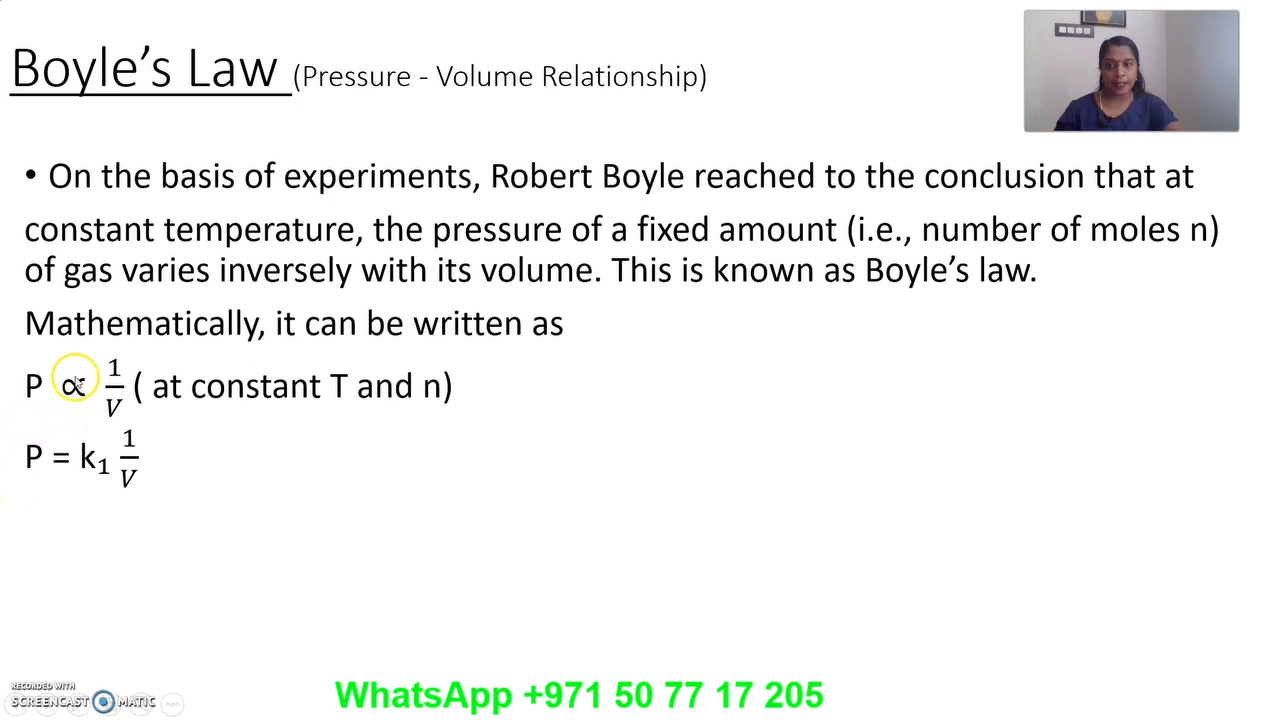 Boyle’s Law (Pressure - Volume Relationship)
• On the basis of experiments, Robert Boyle reached to the conclusion that at
constant temperature, the pressure of a fixed amount (i.e., number of moles n)
of gas varies inversely with its volume. This is known as Boyle’s law.
Mathematically, it can be written as
P ∝ 1/V ( at constant T and n)
P = k₁ 1/V
RECORDED WITH
SCREENCAST MATIC
WhatsApp +971 50 77 17 205